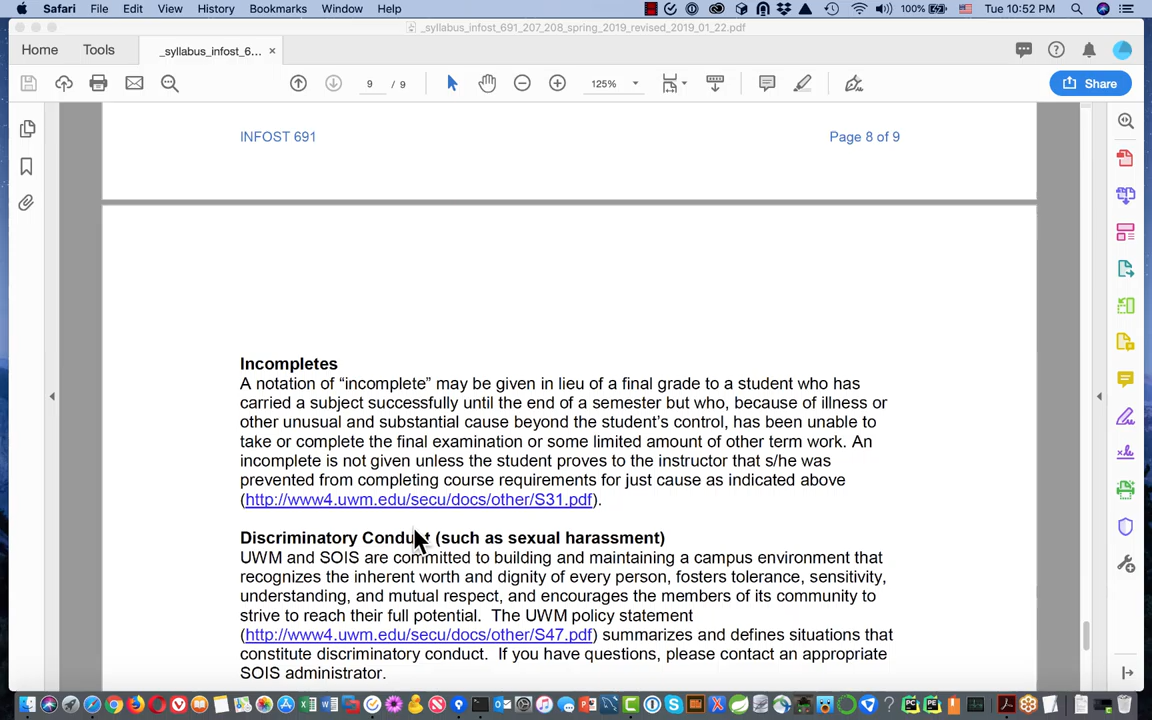 Safari File Edit View History Bookmarks Window Help 100% Tue 10:52 PM
_syllabus_infost_691_207_208_spring_2019_revised_2019_01_22.pdf
Home Tools _syllabus_infost_6... ×
9 / 9 125% Share
INFOST 691 Page 8 of 9
Incompletes
A notation of “incomplete” may be given in lieu of a final grade to a student who has
carried a subject successfully until the end of a semester but who, because of illness or
other unusual and substantial cause beyond the student’s control, has been unable to
take or complete the final examination or some limited amount of other term work. An
incomplete is not given unless the student proves to the instructor that s/he was
prevented from completing course requirements for just cause as indicated above
(http://www4.uwm.edu/secu/docs/other/S31.pdf).
Discriminatory Conduct (such as sexual harassment)
UWM and SOIS are committed to building and maintaining a campus environment that
recognizes the inherent worth and dignity of every person, fosters tolerance, sensitivity,
understanding, and mutual respect, and encourages the members of its community to
strive to reach their full potential. The UWM policy statement
(http://www4.uwm.edu/secu/docs/other/S47.pdf) summarizes and defines situations that
constitute discriminatory conduct. If you have questions, please contact an appropriate
SOIS administrator.